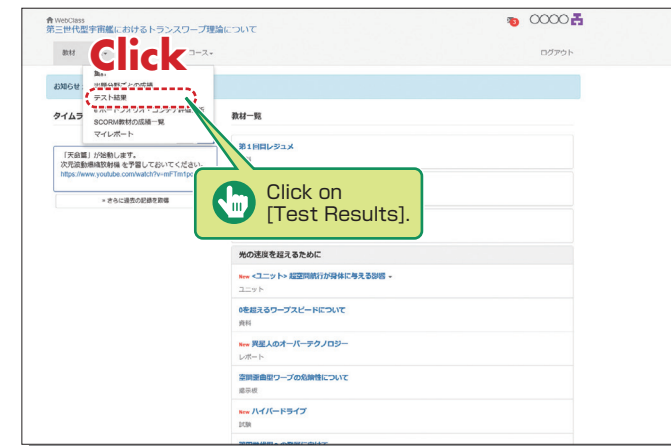 WebClass
第三世代型宇宙艦におけるトランスワープ理論について
3 〇〇〇〇
教材
コース
ログアウト
Click
お知らせ
テスト結果
SCORM教材の成績一覧
マイレポート
タイムラ
教材一覧
第1回目レジュメ
「天命篇」が始動します。
次元波動爆縮放射機 を予習しておいてください。
https://www.youtube.com/watch?v=mFTm1pc
» さらに過去の記録を取得
Click on
[Test Results].
光の速度を超えるために
New <ユニット> 超空間航行が身体に与える影響
ユニット
0を超えるワープスピードについて
資料
New 異星人のオーバーテクノロジー
レポート
空間歪曲型ワープの危険性について
掲示板
New ハイパードライブ
試験